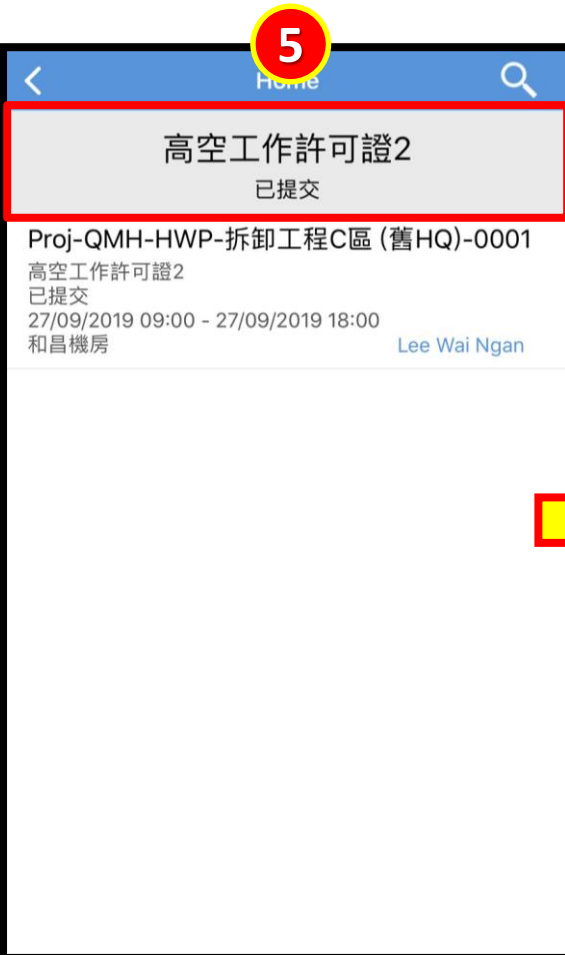 5
Home
高空工作許可證2
已提交
Proj-QMH-HWP-拆卸工程C區 (舊HQ)-0001
高空工作許可證2
已提交
27/09/2019 09:00 - 27/09/2019 18:00
和昌機房
Lee Wai Ngan